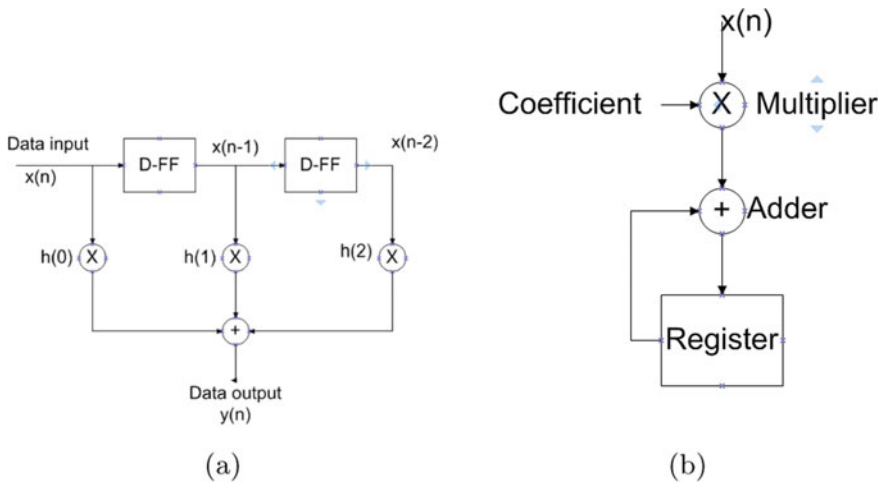 Data input
x(n)
D-FF
x(n-1)
D-FF
x(n-2)
h(0)
X
h(1)
X
h(2)
X
+
Data output
y(n)
(a)
x(n)
Coefficient
X
Multiplier
+
Adder
Register
(b)